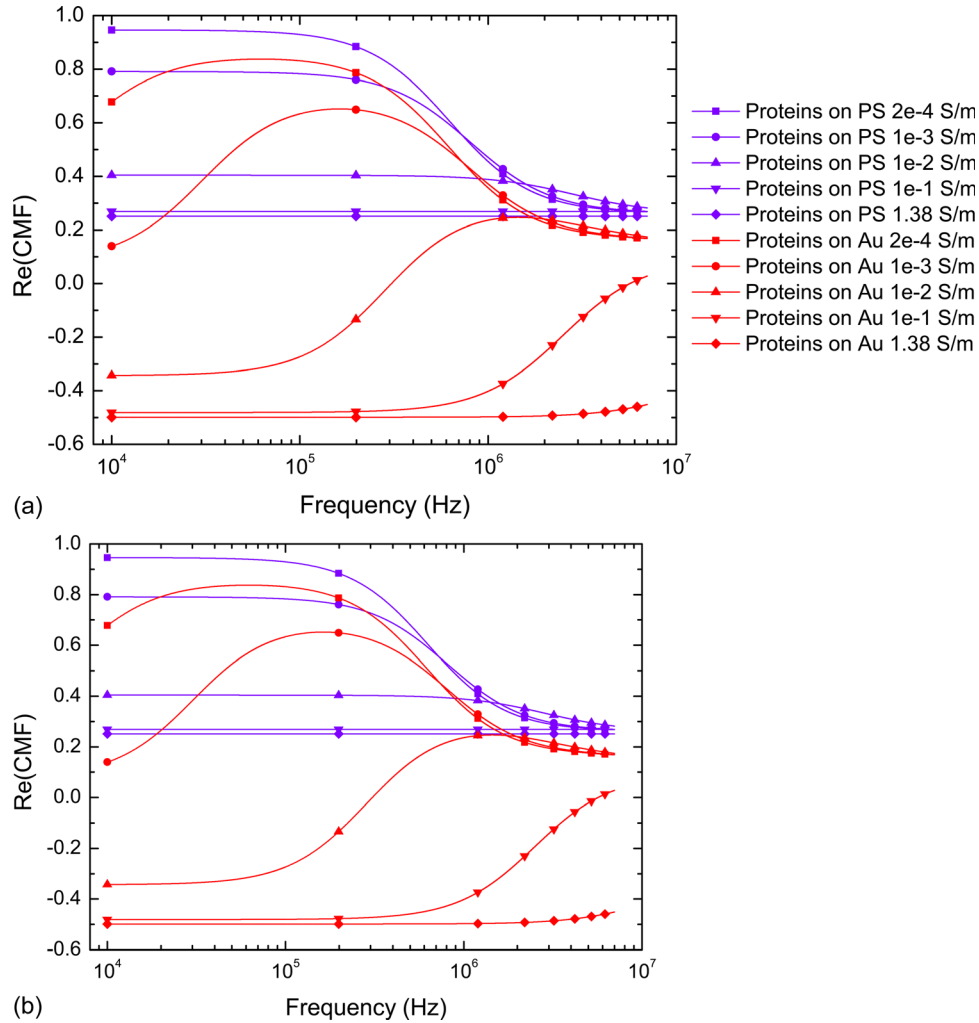 1.0
0.8
0.6
0.4
0.2
0.0
-0.2
-0.4
-0.6
Re(CMF)
10⁴
10⁵
10⁶
10⁷
Frequency (Hz)
(a)
Proteins on PS 2e-4 S/m
Proteins on PS 1e-3 S/m
Proteins on PS 1e-2 S/m
Proteins on PS 1e-1 S/m
Proteins on PS 1.38 S/m
Proteins on Au 2e-4 S/m
Proteins on Au 1e-3 S/m
Proteins on Au 1e-2 S/m
Proteins on Au 1e-1 S/m
Proteins on Au 1.38 S/m
1.0
0.8
0.6
0.4
0.2
0.0
-0.2
-0.4
-0.6
Re(CMF)
10⁴
10⁵
10⁶
10⁷
Frequency (Hz)
(b)